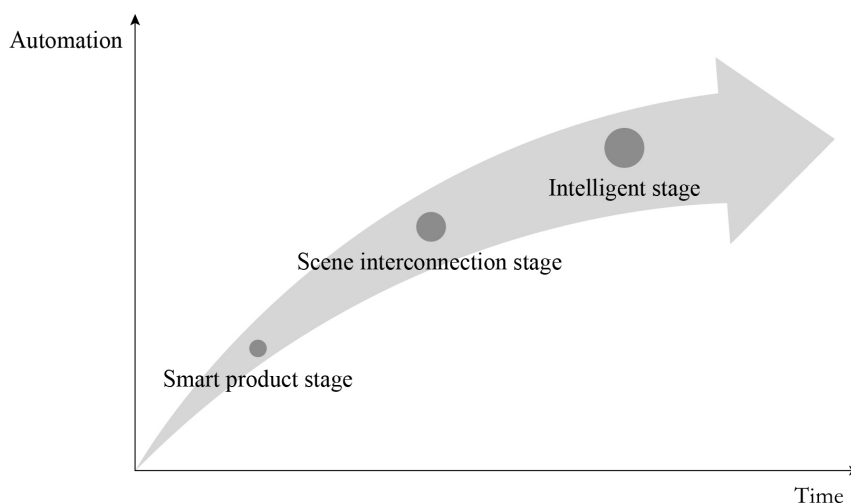 Automation
Intelligent stage
Scene interconnection stage
Smart product stage
Time